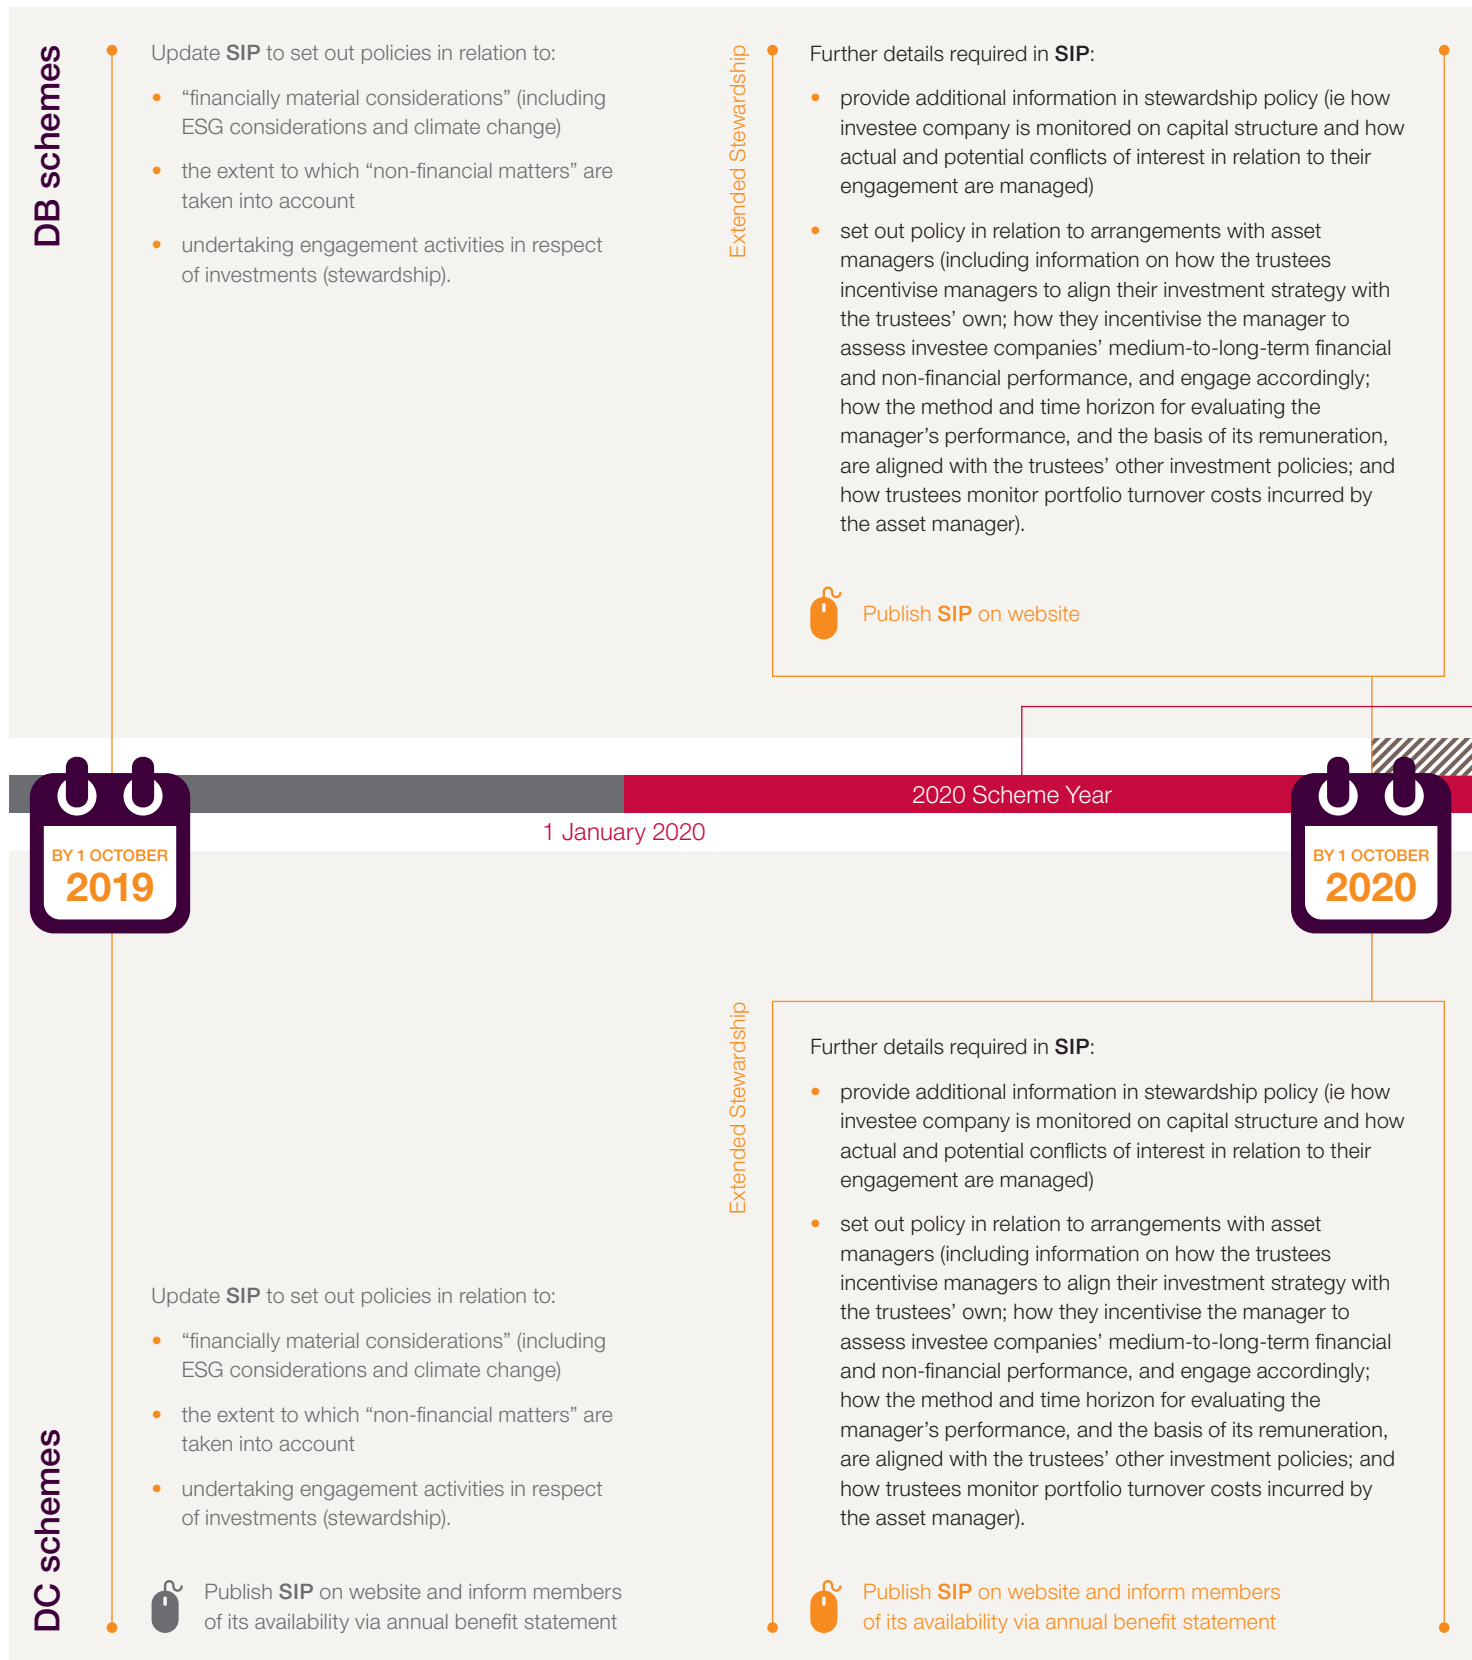 DB schemes
Update SIP to set out policies in relation to:
• “financially material considerations” (including
ESG considerations and climate change)
• the extent to which “non-financial matters” are
taken into account
• undertaking engagement activities in respect
of investments (stewardship).
Extended Stewardship
Further details required in SIP:
• provide additional information in stewardship policy (ie how
investee company is monitored on capital structure and how
actual and potential conflicts of interest in relation to their
engagement are managed)
• set out policy in relation to arrangements with asset
managers (including information on how the trustees
incentivise managers to align their investment strategy with
the trustees’ own; how they incentivise the manager to
assess investee companies’ medium-to-long-term financial
and non-financial performance, and engage accordingly;
how the method and time horizon for evaluating the
manager’s performance, and the basis of its remuneration,
are aligned with the trustees’ other investment policies; and
how trustees monitor portfolio turnover costs incurred by
the asset manager).
Publish SIP on website
2020 Scheme Year
1 January 2020
BY 1 OCTOBER
2019
BY 1 OCTOBER
2020
DC schemes
Update SIP to set out policies in relation to:
• “financially material considerations” (including
ESG considerations and climate change)
• the extent to which “non-financial matters” are
taken into account
• undertaking engagement activities in respect
of investments (stewardship).
Publish SIP on website and inform members
of its availability via annual benefit statement
Extended Stewardship
Further details required in SIP:
• provide additional information in stewardship policy (ie how
investee company is monitored on capital structure and how
actual and potential conflicts of interest in relation to their
engagement are managed)
• set out policy in relation to arrangements with asset
managers (including information on how the trustees
incentivise managers to align their investment strategy with
the trustees’ own; how they incentivise the manager to
assess investee companies’ medium-to-long-term financial
and non-financial performance, and engage accordingly;
how the method and time horizon for evaluating the
manager’s performance, and the basis of its remuneration,
are aligned with the trustees’ other investment policies; and
how trustees monitor portfolio turnover costs incurred by
the asset manager).
Publish SIP on website and inform members
of its availability via annual benefit statement